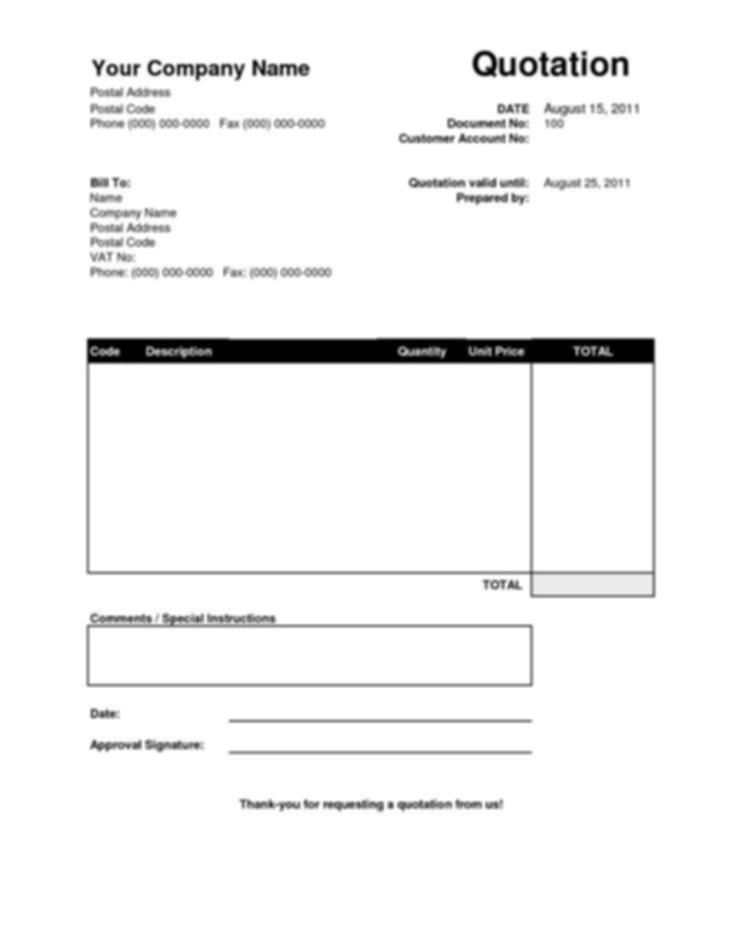 Your Company Name
Quotation
Postal Address
Postal Code
DATE August 15, 2011
Phone (000) 000-0000 Fax (000) 000-0000
Document No: 100
Customer Account No:
Bill To:
Quotation valid until: August 25, 2011
Name
Prepared by:
Company Name
Postal Address
Postal Code
VAT No:
Phone: (000) 000-0000 Fax: (000) 000-0000
Code Description Quantity Unit Price TOTAL
TOTAL
Comments / Special Instructions
Date:
Approval Signature:
Thank-you for requesting a quotation from us!